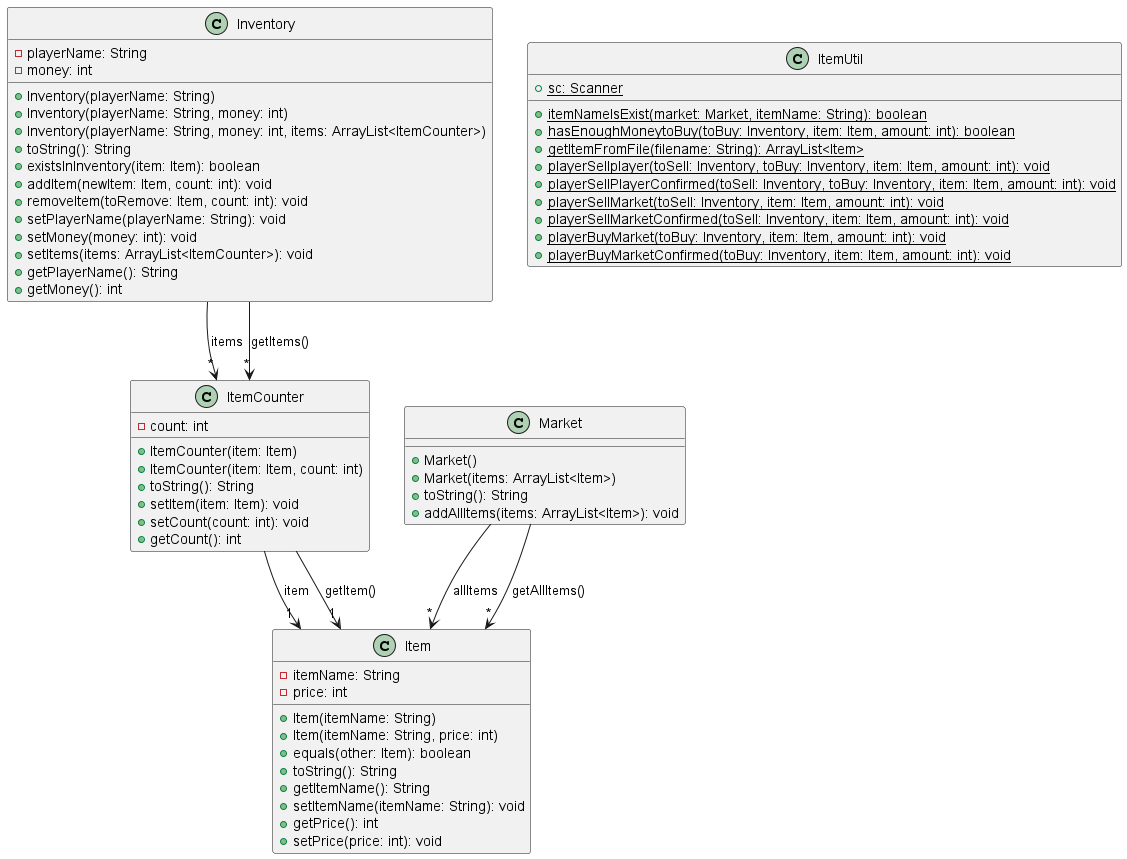 C Inventory
playerName: String
money: int
Inventory(playerName: String)
Inventory(playerName: String, money: int)
Inventory(playerName: String, money: int, items: ArrayList<ItemCounter>)
toString(): String
existsInInventory(item: Item): boolean
addItem(newItem: Item, count: int): void
removeItem(toRemove: Item, count: int): void
setPlayerName(playerName: String): void
setMoney(money: int): void
setItems(items: ArrayList<ItemCounter>): void
getPlayerName(): String
getMoney(): int
C ItemUtil
sc: Scanner
itemNameIsExist(market: Market, itemName: String): boolean
hasEnoughMoneytoBuy(toBuy: Inventory, item: Item, amount: int): boolean
getItemFromFile(filename: String): ArrayList<Item>
playerSellplayer(toSell: Inventory, toBuy: Inventory, item: Item, amount: int): void
playerSellPlayerConfirmed(toSell: Inventory, toBuy: Inventory, item: Item, amount: int): void
playerSellMarket(toSell: Inventory, item: Item, amount: int): void
playerSellMarketConfirmed(toSell: Inventory, item: Item, amount: int): void
playerBuyMarket(toBuy: Inventory, item: Item, amount: int): void
playerBuyMarketConfirmed(toBuy: Inventory, item: Item, amount: int): void
items getItems()
* *
C ItemCounter
count: int
ItemCounter(item: Item)
ItemCounter(item: Item, count: int)
toString(): String
setItem(item: Item): void
setCount(count: int): void
getCount(): int
C Market
Market()
Market(items: ArrayList<Item>)
toString(): String
addAllItems(items: ArrayList<Item>): void
item getItem() allItems getAllItems()
1 1 * *
C Item
itemName: String
price: int
Item(itemName: String)
Item(itemName: String, price: int)
equals(other: Item): boolean
toString(): String
getItemName(): String
setItemName(itemName: String): void
getPrice(): int
setPrice(price: int): void